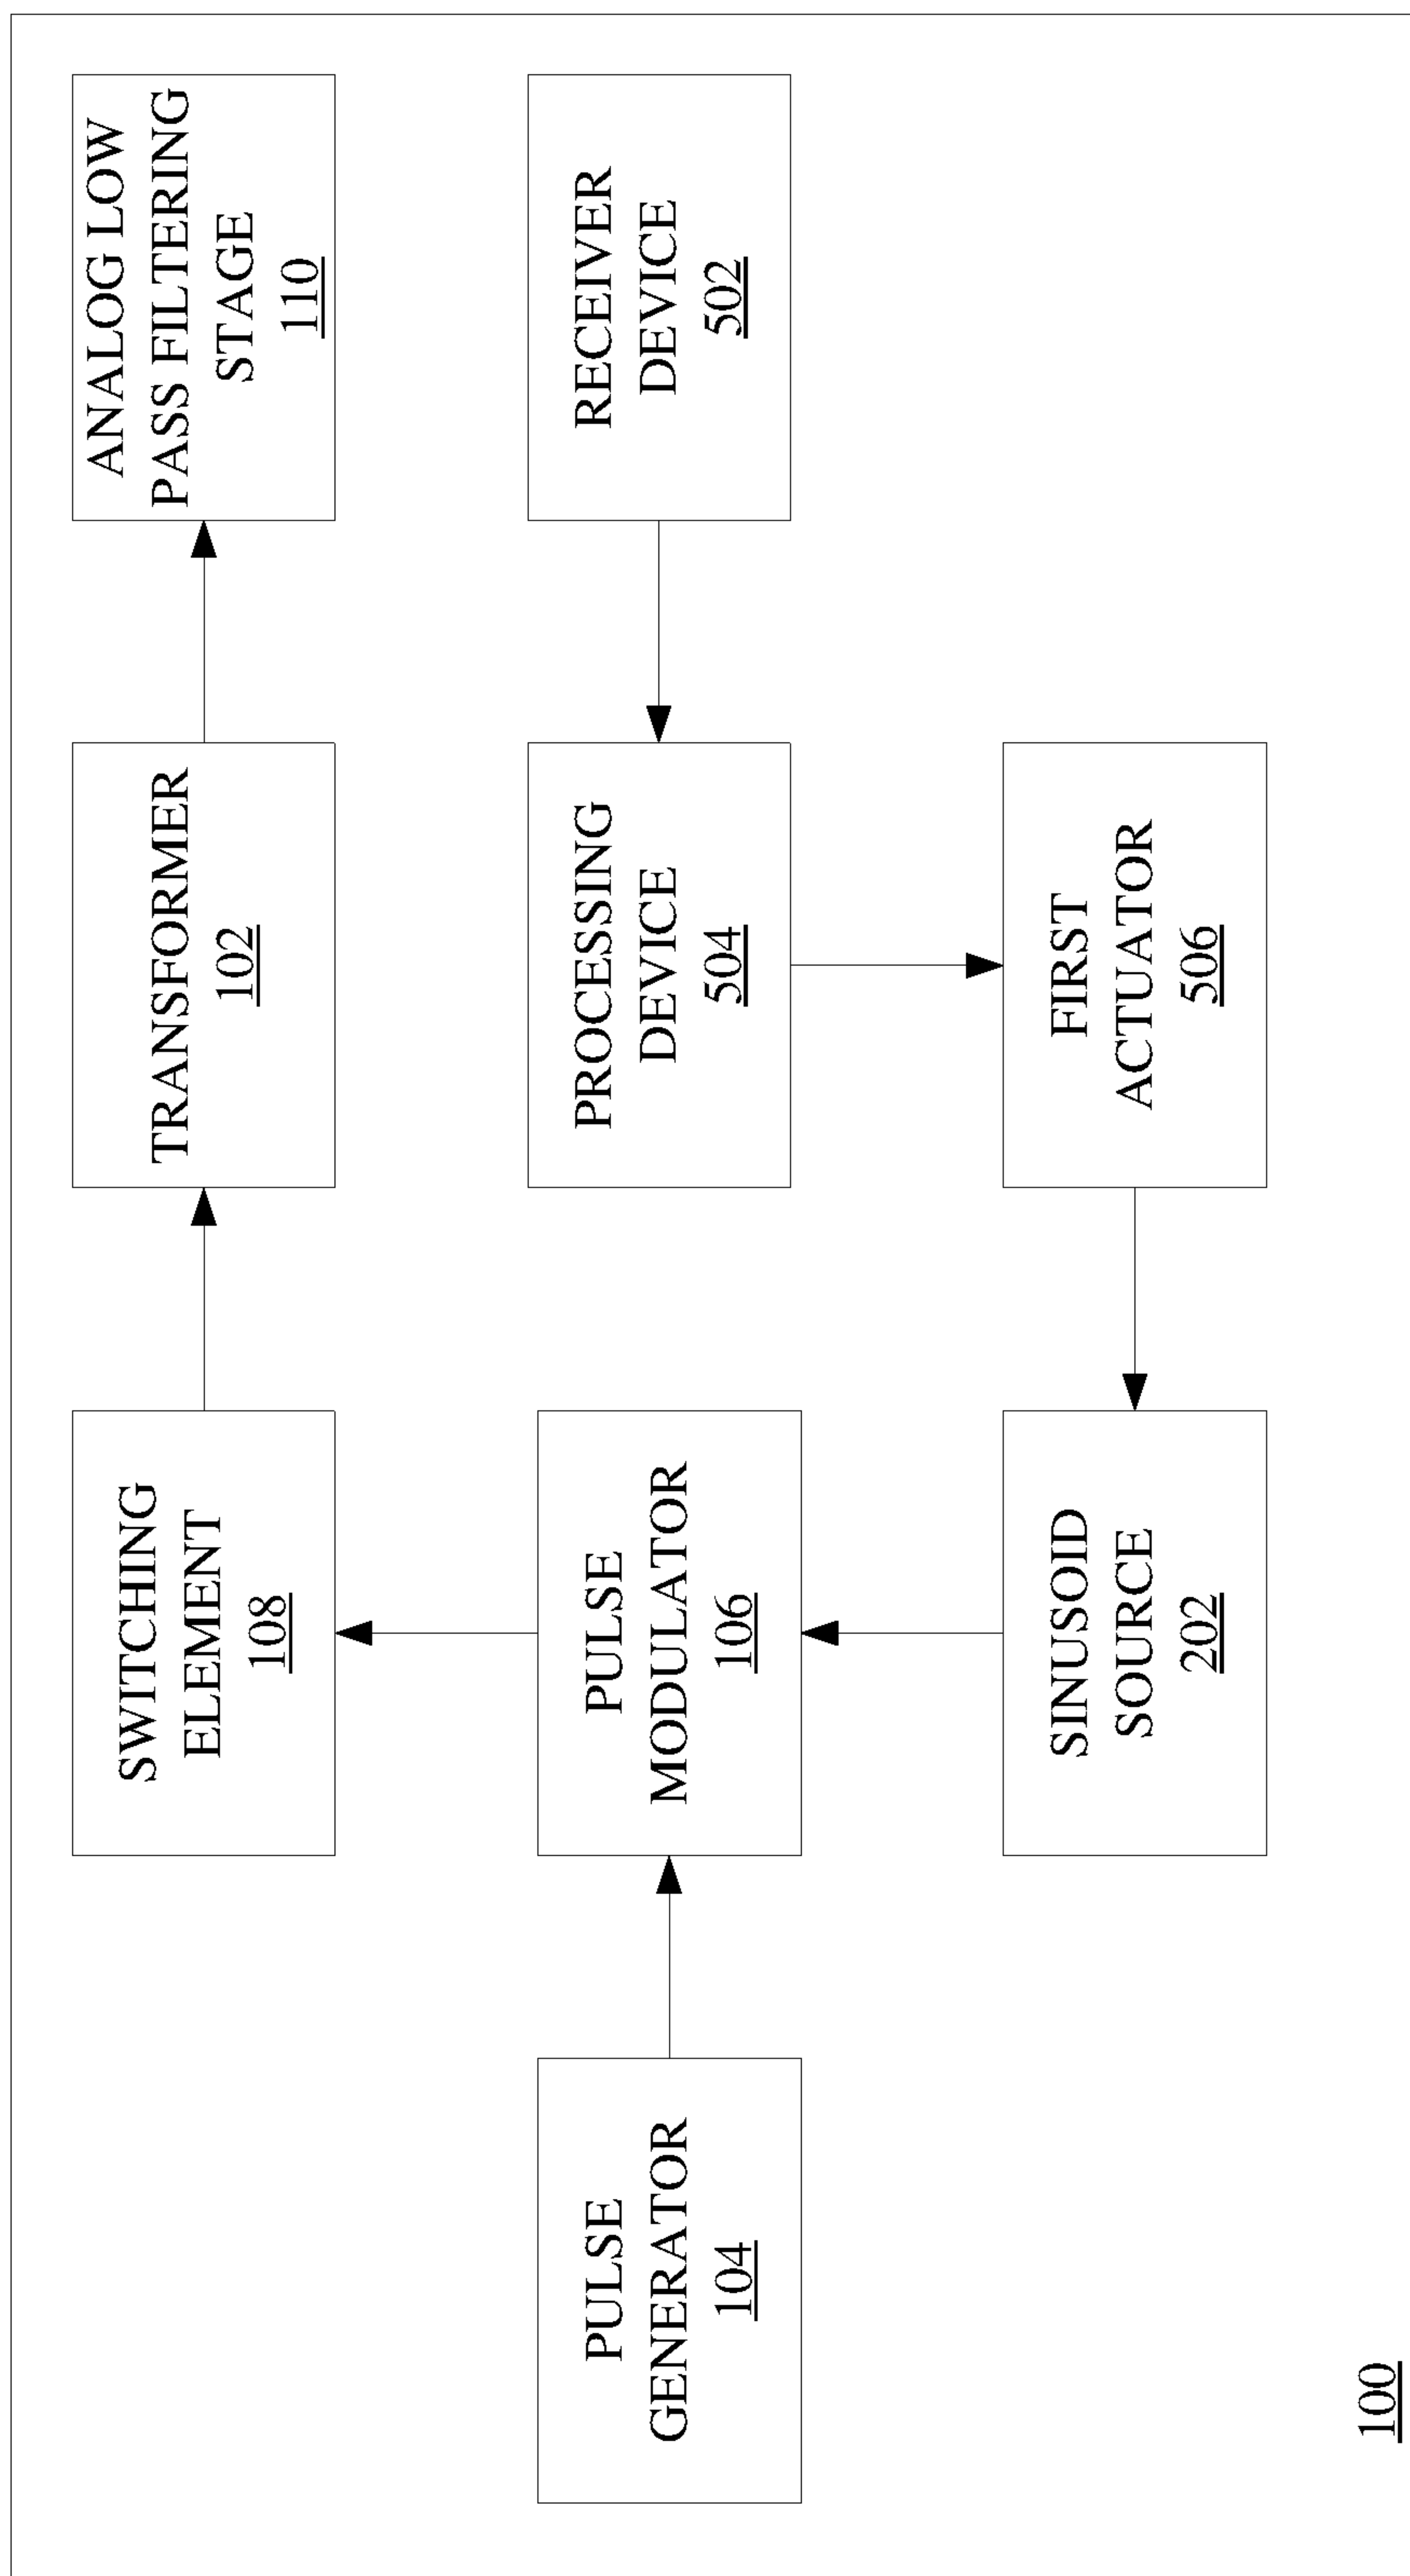 SWITCHING
ELEMENT
108
TRANSFORMER
102
ANALOG LOW
PASS FILTERING
STAGE
110
PULSE
GENERATOR
104
PULSE
MODULATOR
106
PROCESSING
DEVICE
504
RECEIVER
DEVICE
502
SINUSOID
SOURCE
202
FIRST
ACTUATOR
506
100